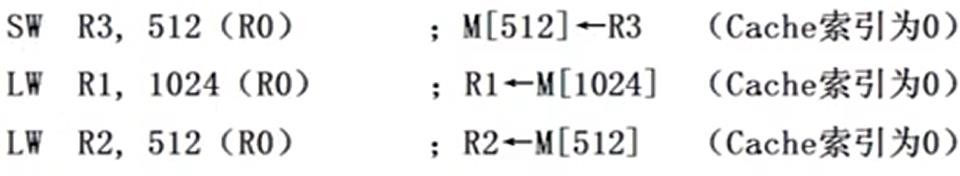 SW R3, 512（R0） ；M[512]←R3 （Cache索引为0）
LW R1, 1024（R0） ；R1←M[1024] （Cache索引为0）
LW R2, 512（R0） ；R2←M[512] （Cache索引为0）